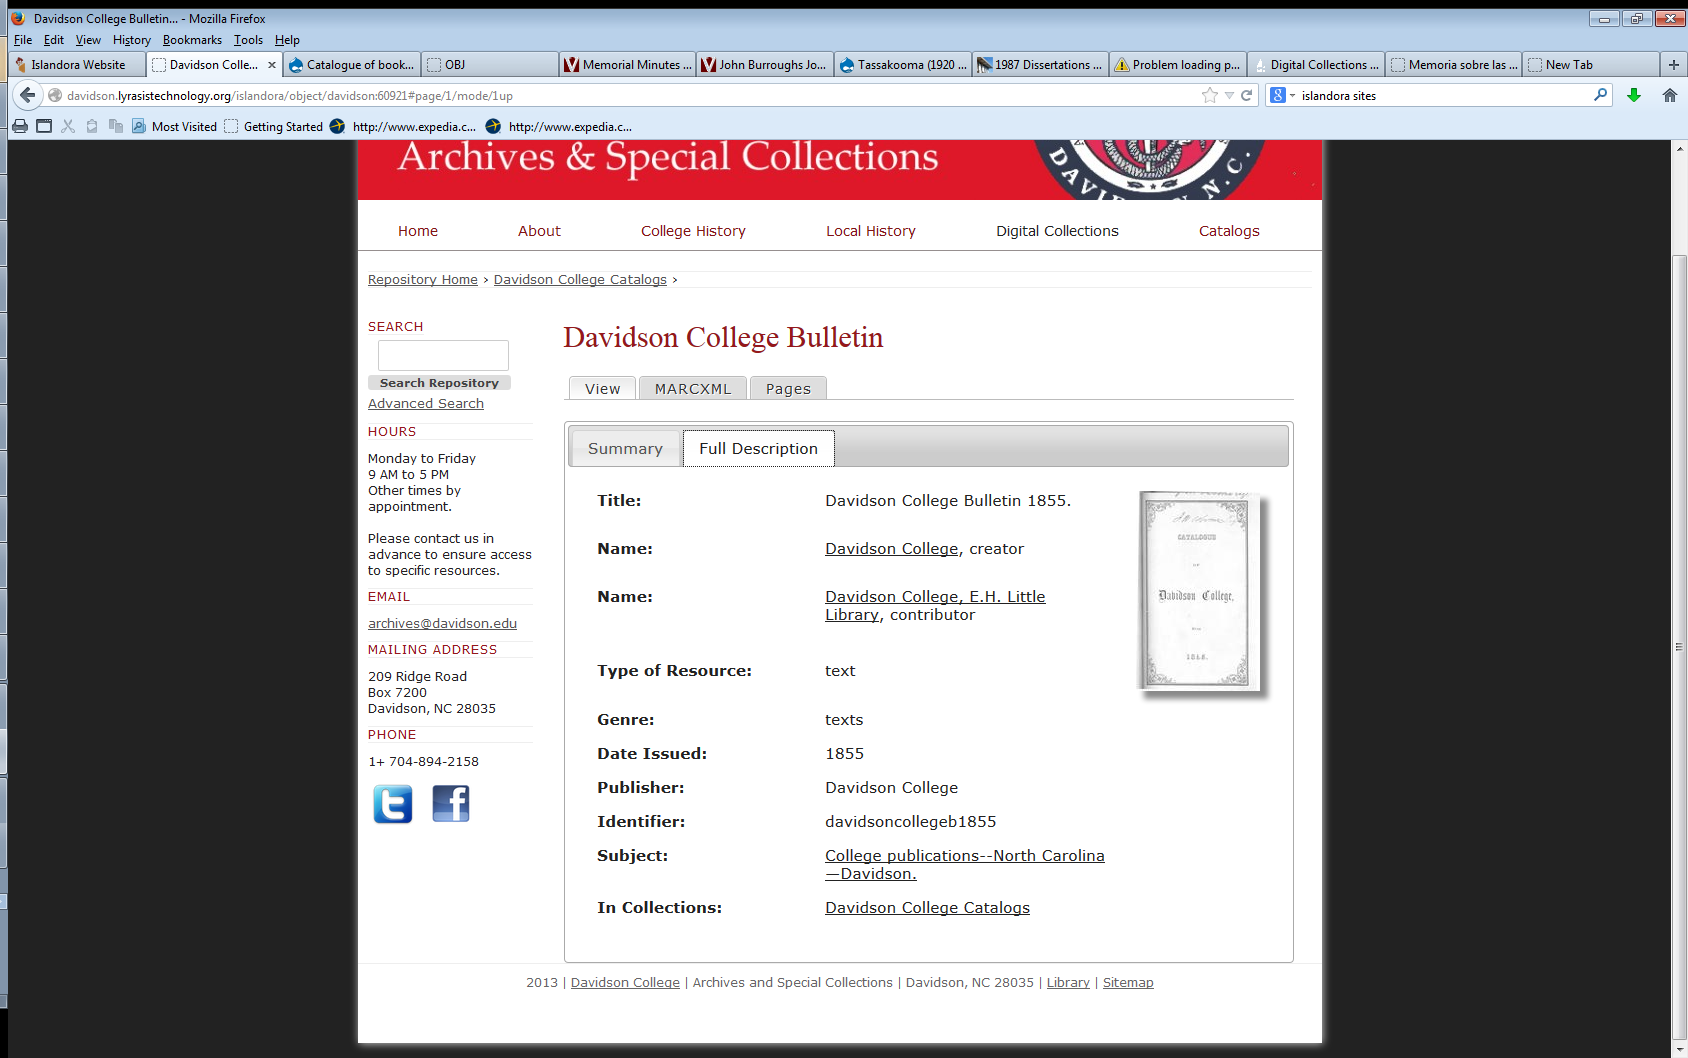 Davidson College Bulletin... - Mozilla Firefox
File Edit View History Bookmarks Tools Help
Islandora Website
Davidson Colle...
Catalogue of book...
OBJ
Memorial Minutes ...
John Burroughs Jo...
Tassakooma (1920 ...
1987 Dissertations ...
Problem loading p...
Digital Collections ...
Memoria sobre las ...
New Tab
davidson.lyrasistechnology.org/islandora/object/davidson:60921#page/1/mode/1up
islandora sites
Most Visited Getting Started http://www.expedia.c... http://www.expedia.c...
Archives & Special Collections
Home About College History Local History Digital Collections Catalogs
Repository Home › Davidson College Catalogs ›
SEARCH
Search Repository
Advanced Search
HOURS
Monday to Friday
9 AM to 5 PM
Other times by
appointment.
Please contact us in
advance to ensure access
to specific resources.
EMAIL
archives@davidson.edu
MAILING ADDRESS
209 Ridge Road
Box 7200
Davidson, NC 28035
PHONE
1+ 704-894-2158
Davidson College Bulletin
View MARCXML Pages
Summary Full Description
Title: Davidson College Bulletin 1855.
Name: Davidson College, creator
Name: Davidson College, E.H. Little
Library, contributor
Type of Resource: text
Genre: texts
Date Issued: 1855
Publisher: Davidson College
Identifier: davidsoncollegeb1855
Subject: College publications--North Carolina
—Davidson.
In Collections: Davidson College Catalogs
CATALOGUE
OF
Davidson College,
2013 | Davidson College | Archives and Special Collections | Davidson, NC 28035 | Library | Sitemap